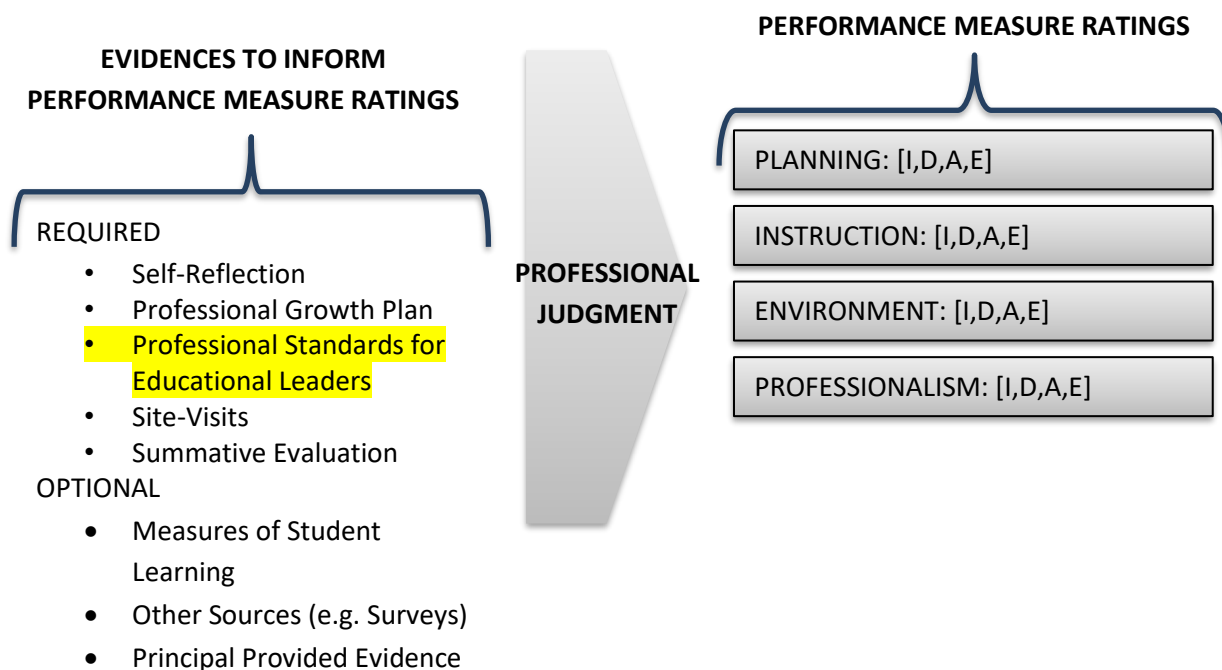 EVIDENCES TO INFORM
PERFORMANCE MEASURE RATINGS
REQUIRED
• Self-Reflection
• Professional Growth Plan
• Professional Standards for
Educational Leaders
• Site-Visits
• Summative Evaluation
OPTIONAL
• Measures of Student
Learning
• Other Sources (e.g. Surveys)
• Principal Provided Evidence
PROFESSIONAL
JUDGMENT
PERFORMANCE MEASURE RATINGS
PLANNING: [I,D,A,E]
INSTRUCTION: [I,D,A,E]
ENVIRONMENT: [I,D,A,E]
PROFESSIONALISM: [I,D,A,E]